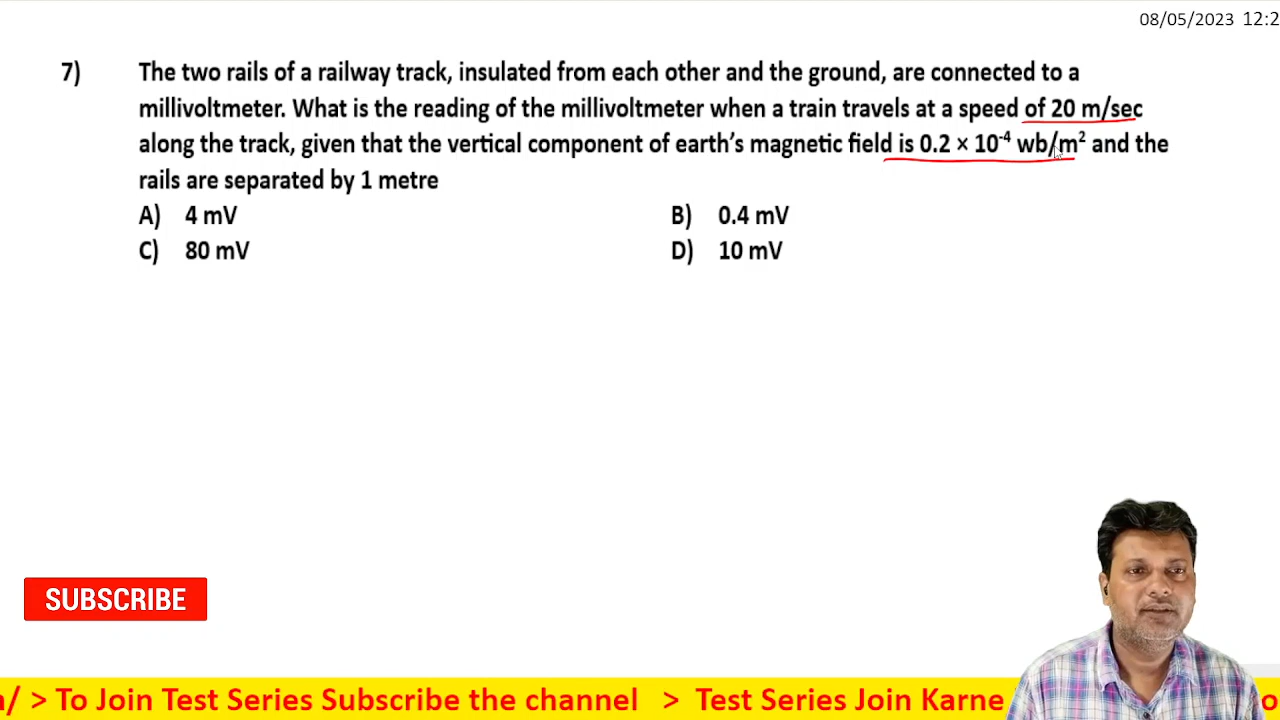 08/05/2023 12:2
7) The two rails of a railway track, insulated from each other and the ground, are connected to a
millivoltmeter. What is the reading of the millivoltmeter when a train travels at a speed of 20 m/sec
along the track, given that the vertical component of earth’s magnetic field is 0.2 × 10⁻⁴ wb/m² and the
rails are separated by 1 metre
A) 4 mV B) 0.4 mV
C) 80 mV D) 10 mV
SUBSCRIBE
/ > To Join Test Series Subscribe the channel > Test Series Join Karne